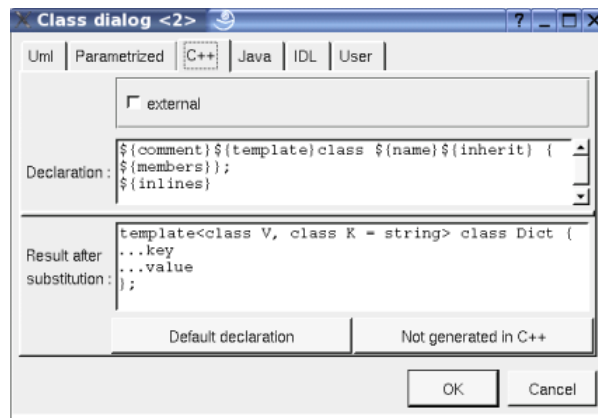 Class dialog <2>
? _
Uml Parametrized C++ Java IDL User
external
Declaration :
${comment}${template}class ${name}${inherit} {
${members}};
${inlines}
Result after
substitution :
template<class V, class K = string> class Dict {
...key
...value
};
Default declaration Not generated in C++
OK Cancel